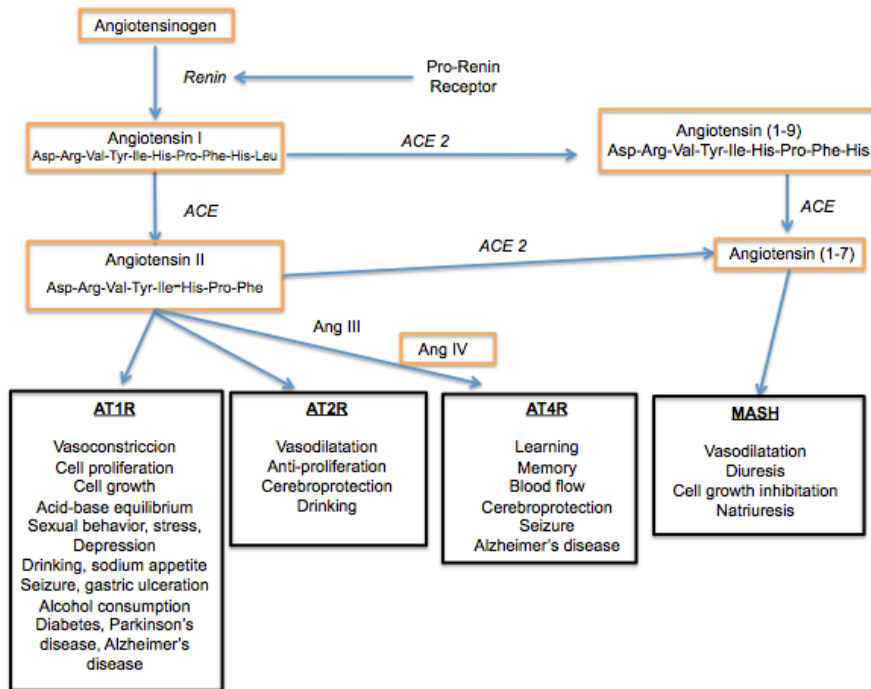 Angiotensinogen
Renin
Pro-Renin
Receptor
Angiotensin I
Asp-Arg-Val-Tyr-Ile-His-Pro-Phe-His-Leu
ACE 2
Angiotensin (1-9)
Asp-Arg-Val-Tyr-Ile-His-Pro-Phe-His
ACE
ACE
Angiotensin II
Asp-Arg-Val-Tyr-Ile=His-Pro-Phe
ACE 2
Angiotensin (1-7)
Ang III
Ang IV
AT1R
Vasoconstriccion
Cell proliferation
Cell growth
Acid-base equilibrium
Sexual behavior, stress,
Depression
Drinking, sodium appetite
Seizure, gastric ulceration
Alcohol consumption
Diabetes, Parkinson's
disease, Alzheimer's
disease
AT2R
Vasodilatation
Anti-proliferation
Cerebroprotection
Drinking
AT4R
Learning
Memory
Blood flow
Cerebroprotection
Seizure
Alzheimer's disease
MASH
Vasodilatation
Diuresis
Cell growth inhibitation
Natriuresis